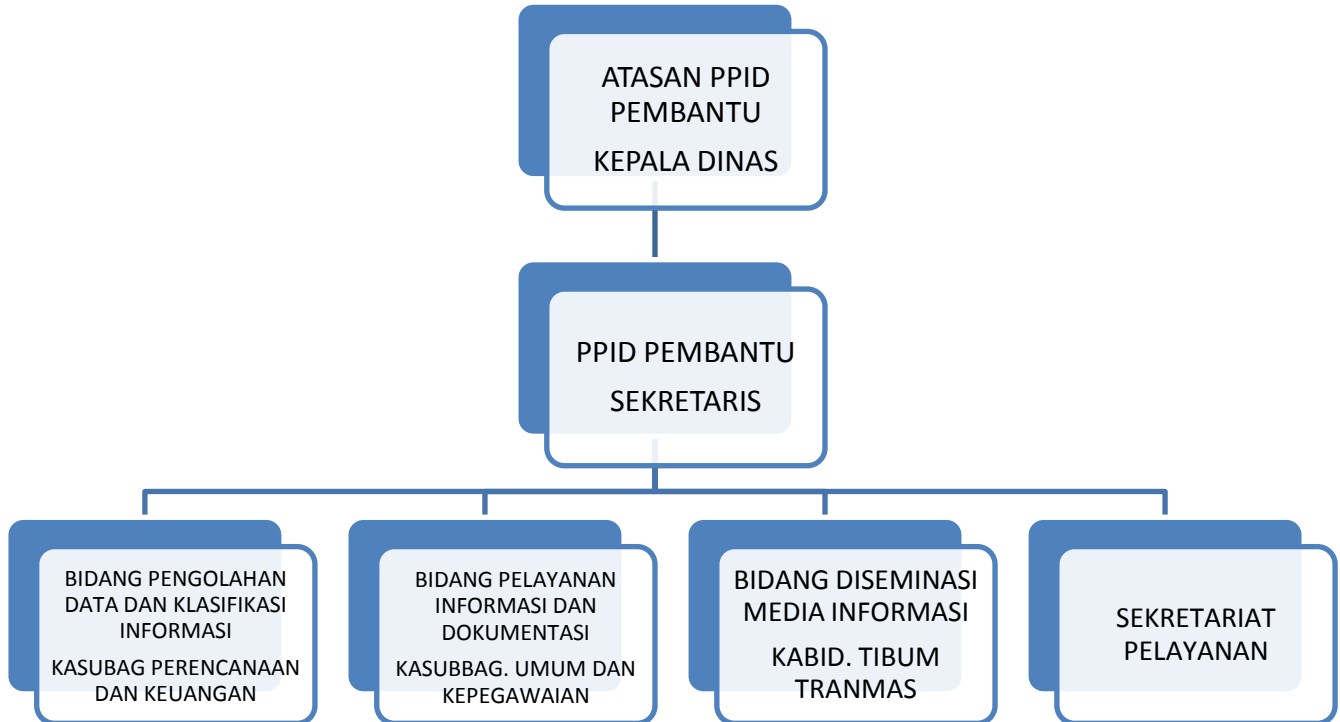 ATASAN PPID
PEMBANTU
KEPALA DINAS
PPID PEMBANTU
SEKRETARIS
BIDANG PENGOLAHAN
DATA DAN KLASIFIKASI
INFORMASI
KASUBAG PERENCANAAN
DAN KEUANGAN
BIDANG PELAYANAN
INFORMASI DAN
DOKUMENTASI
KASUBBAG. UMUM DAN
KEPEGAWAIAN
BIDANG DISEMINASI
MEDIA INFORMASI
KABID. TIBUM
TRANMAS
SEKRETARIAT
PELAYANAN